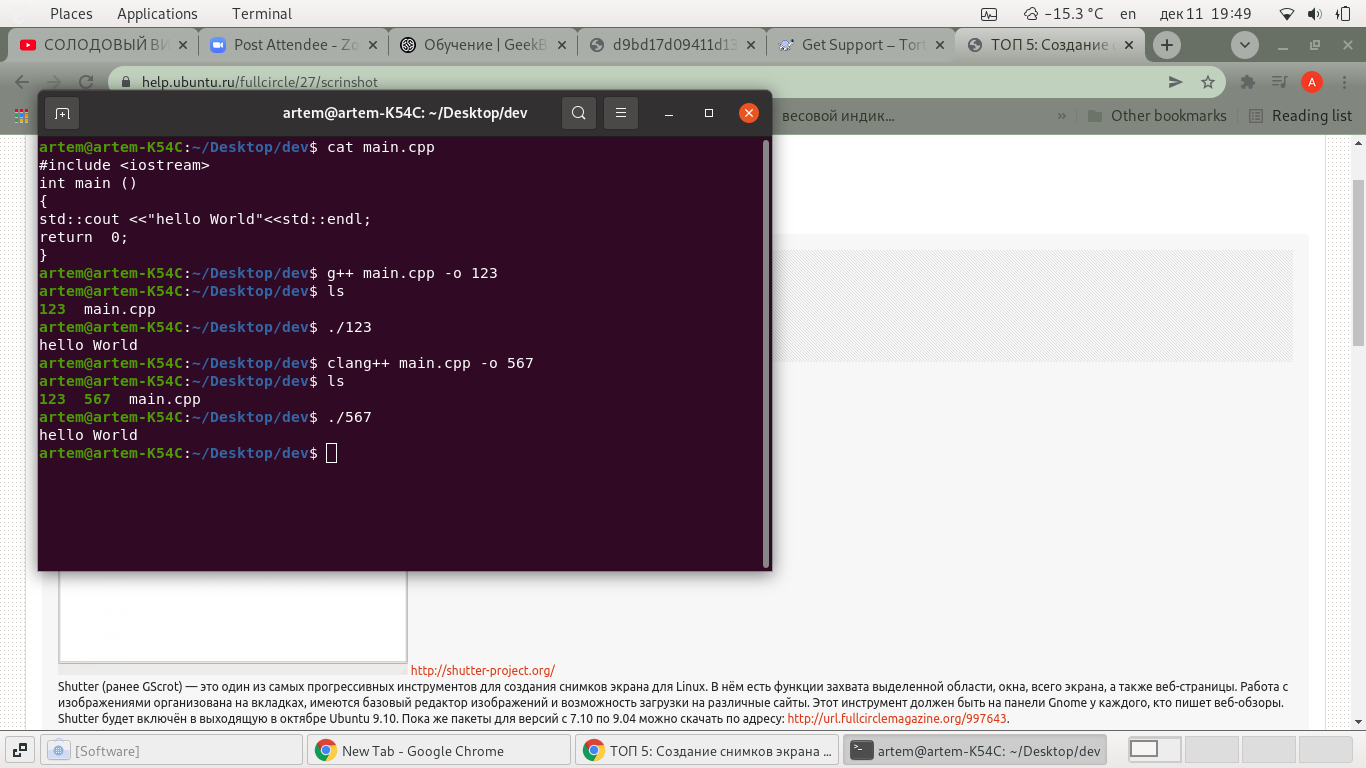 Places Applications Terminal -15.3 °C en дек 11 19:49
СОЛОДОВЫЙ ВИ Post Attendee - Zo Обучение | GeekB d9bd17d09411d13 Get Support – Tort ТОП 5: Создание с
help.ubuntu.ru/fullcircle/27/scrinshot A
весовой индик... » Other bookmarks Reading list
artem@artem-K54C: ~/Desktop/dev
artem@artem-K54C:~/Desktop/dev$ cat main.cpp
#include <iostream>
int main ()
{
std::cout <<"hello World"<<std::endl;
return  0;
}
artem@artem-K54C:~/Desktop/dev$ g++ main.cpp -o 123
artem@artem-K54C:~/Desktop/dev$ ls
123  main.cpp
artem@artem-K54C:~/Desktop/dev$ ./123
hello World
artem@artem-K54C:~/Desktop/dev$ clang++ main.cpp -o 567
artem@artem-K54C:~/Desktop/dev$ ls
123  567  main.cpp
artem@artem-K54C:~/Desktop/dev$ ./567
hello World
artem@artem-K54C:~/Desktop/dev$
http://shutter-project.org/
Shutter (ранее GScrot) — это один из самых прогрессивных инструментов для создания снимков экрана для Linux. В нём есть функции захвата выделенной области, окна, всего экрана, а также веб-страницы. Работа с
изображениями организована на вкладках, имеются базовый редактор изображений и возможность загрузки на различные сайты. Этот инструмент должен быть на панели Gnome у каждого, кто пишет веб-обзоры.
Shutter будет включён в выходящую в октябре Ubuntu 9.10. Пока же пакеты для версий с 7.10 по 9.04 можно скачать по адресу: http://url.fullcirclemagazine.org/997643.
[Software] New Tab - Google Chrome ТОП 5: Создание снимков экрана ... artem@artem-K54C: ~/Desktop/dev